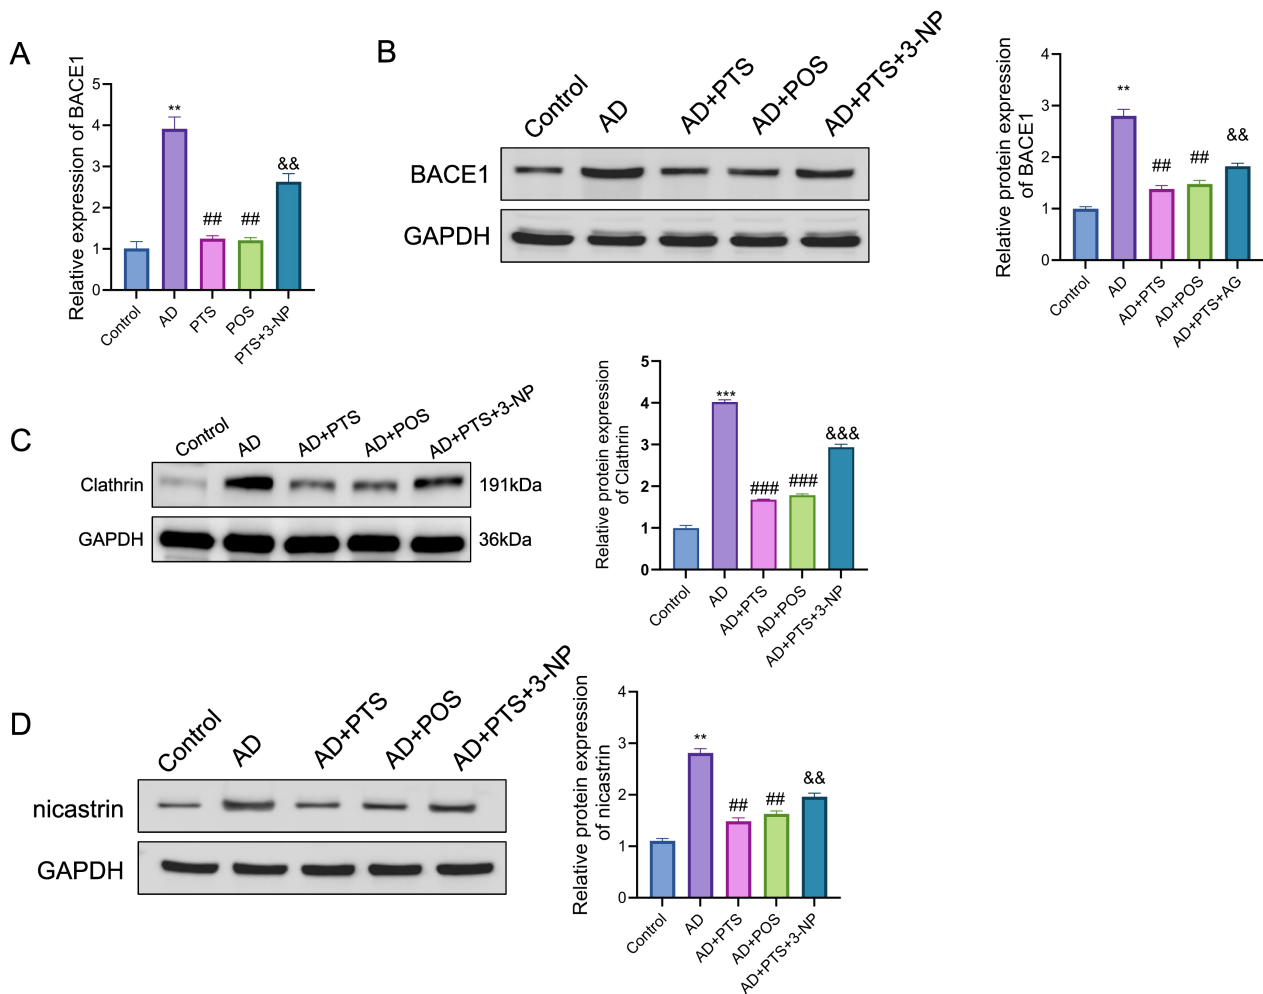 A
Relative expression of BACE1
5
4
3
2
1
0
**
##
##
&&
Control
AD
PTS
POS
PTS+3-NP
B
Control
AD
AD+PTS
AD+POS
AD+PTS+3-NP
BACE1
GAPDH
Relative protein expression
of BACE1
4
3
2
1
0
**
##
##
&&
Control
AD
AD+PTS
AD+POS
AD+PTS+AG
C
Control
AD
AD+PTS
AD+POS
AD+PTS+3-NP
Clathrin
191kDa
GAPDH
36kDa
Relative protein expression
of Clathrin
5
4
3
2
1
0
***
###
###
&&&
Control
AD
AD+PTS
AD+POS
AD+PTS+3-NP
D
Control
AD
AD+PTS
AD+POS
AD+PTS+3-NP
nicastrin
GAPDH
Relative protein expression
of nicastrin
4
3
2
1
0
**
##
##
&&
Control
AD
AD+PTS
AD+POS
AD+PTS+3-NP